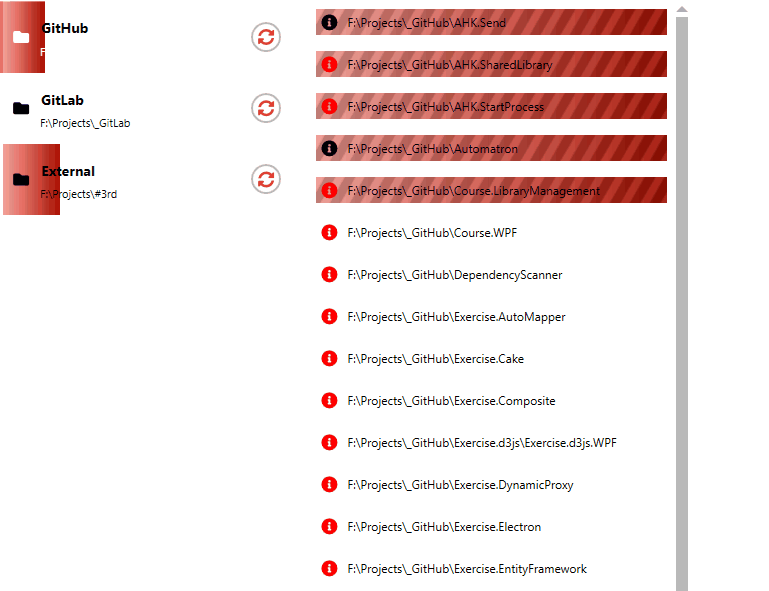 GitHub
F
GitLab
F:\Projects\_GitLab
External
F:\Projects\#3rd
F:\Projects\_GitHub\AHK.Send
F:\Projects\_GitHub\AHK.SharedLibrary
F:\Projects\_GitHub\AHK.StartProcess
F:\Projects\_GitHub\Automatron
F:\Projects\_GitHub\Course.LibraryManagement
F:\Projects\_GitHub\Course.WPF
F:\Projects\_GitHub\DependencyScanner
F:\Projects\_GitHub\Exercise.AutoMapper
F:\Projects\_GitHub\Exercise.Cake
F:\Projects\_GitHub\Exercise.Composite
F:\Projects\_GitHub\Exercise.d3js\Exercise.d3js.WPF
F:\Projects\_GitHub\Exercise.DynamicProxy
F:\Projects\_GitHub\Exercise.Electron
F:\Projects\_GitHub\Exercise.EntityFramework